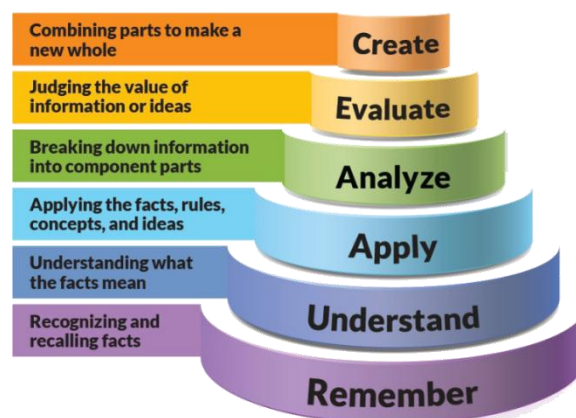 Combining parts to make a
new whole
Create
Judging the value of
information or ideas
Evaluate
Breaking down information
into component parts
Analyze
Applying the facts, rules,
concepts, and ideas
Apply
Understanding what
the facts mean
Understand
Recognizing and
recalling facts
Remember